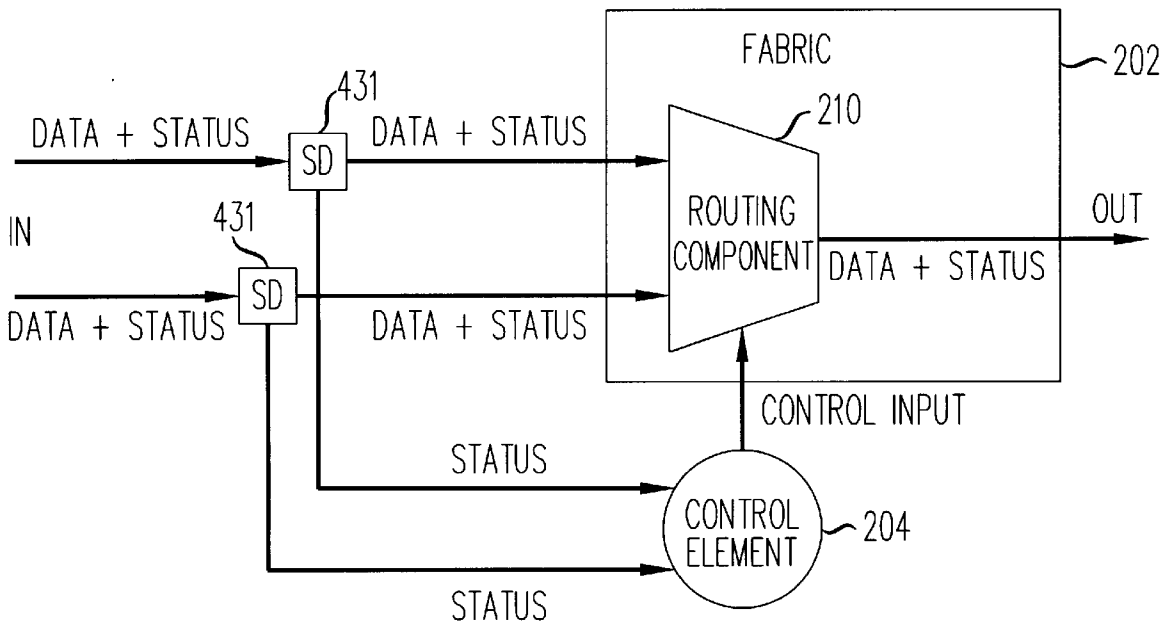 FABRIC
202
431
210
DATA + STATUS
SD
DATA + STATUS
ROUTING
COMPONENT
OUT
IN
431
DATA + STATUS
SD
DATA + STATUS
DATA + STATUS
CONTROL INPUT
STATUS
CONTROL
ELEMENT
204
STATUS